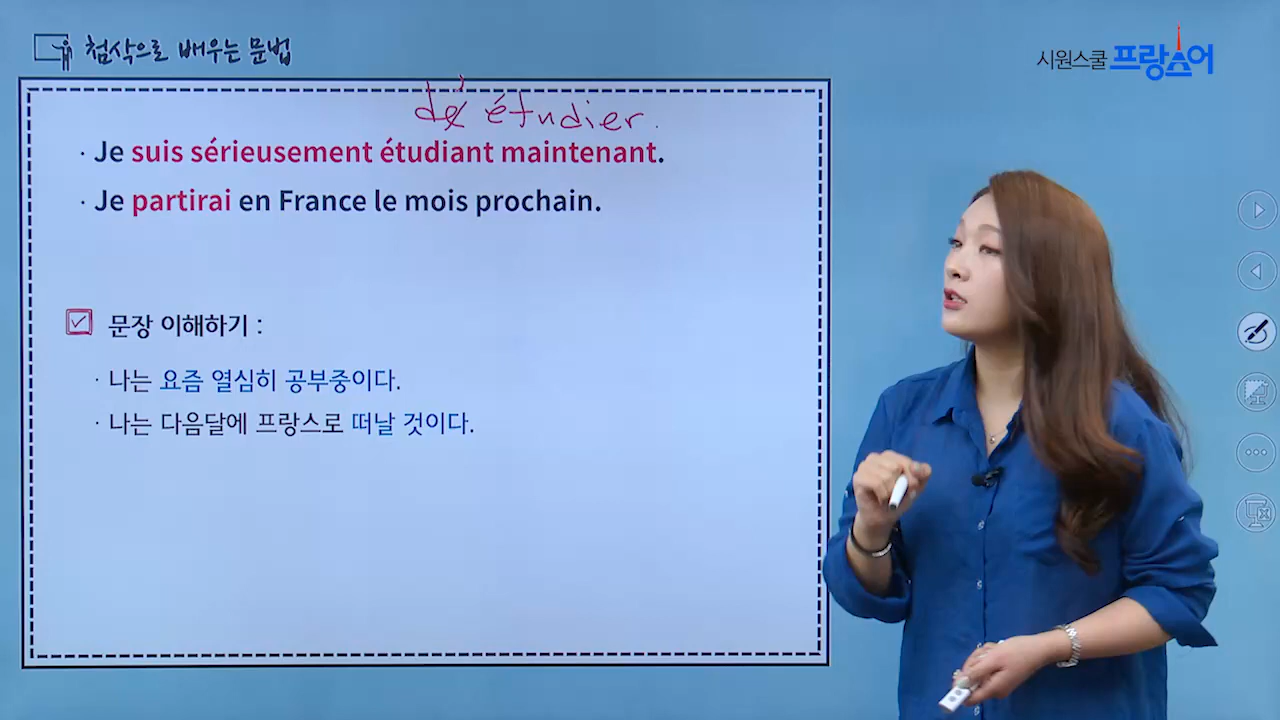 첨삭으로 배우는 문법
시원스쿨 프랑스어
étudier.
· Je suis sérieusement étudiant maintenant.
· Je partirai en France le mois prochain.
문장 이해하기 :
· 나는 요즘 열심히 공부중이다.
· 나는 다음달에 프랑스로 떠날 것이다.